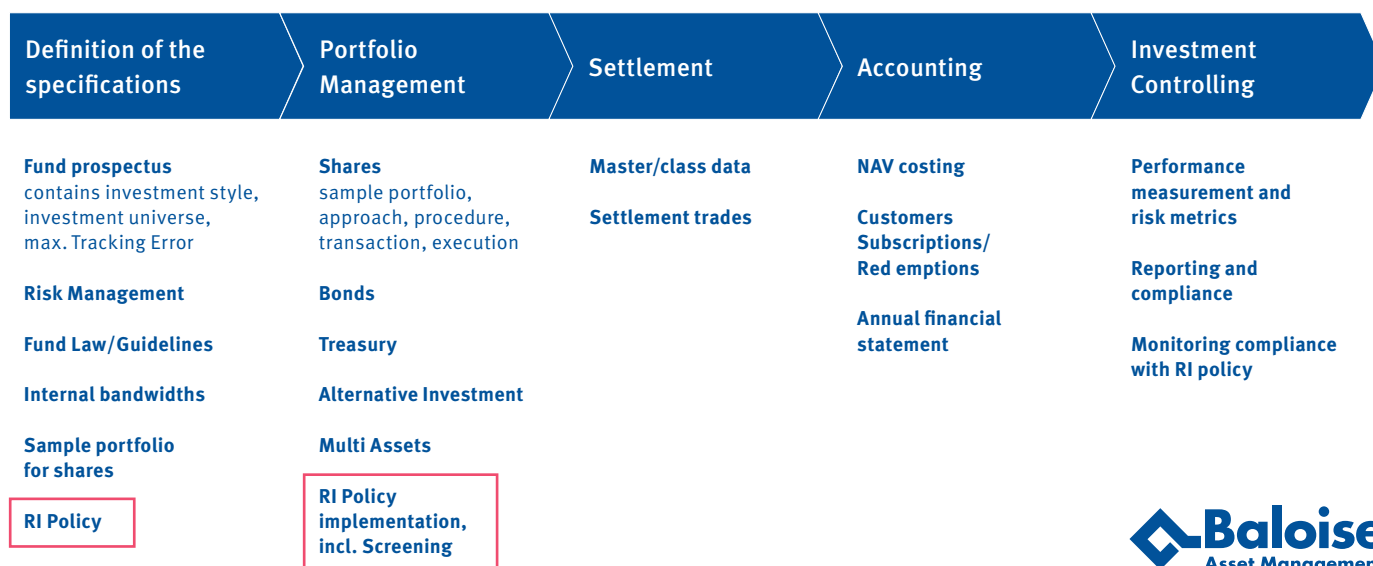 Definition of the
specifications
Portfolio
Management
Settlement
Accounting
Investment
Controlling
Fund prospectus
contains investment style,
investment universe,
max. Tracking Error
Risk Management
Fund Law/Guidelines
Internal bandwidths
Sample portfolio
for shares
RI Policy
Shares
sample portfolio,
approach, procedure,
transaction, execution
Bonds
Treasury
Alternative Investment
Multi Assets
RI Policy
implementation,
incl. Screening
Master/class data
Settlement trades
NAV costing
Customers
Subscriptions/
Red emptions
Annual financial
statement
Performance
measurement and
risk metrics
Reporting and
compliance
Monitoring compliance
with RI policy
Baloise
Asset Management